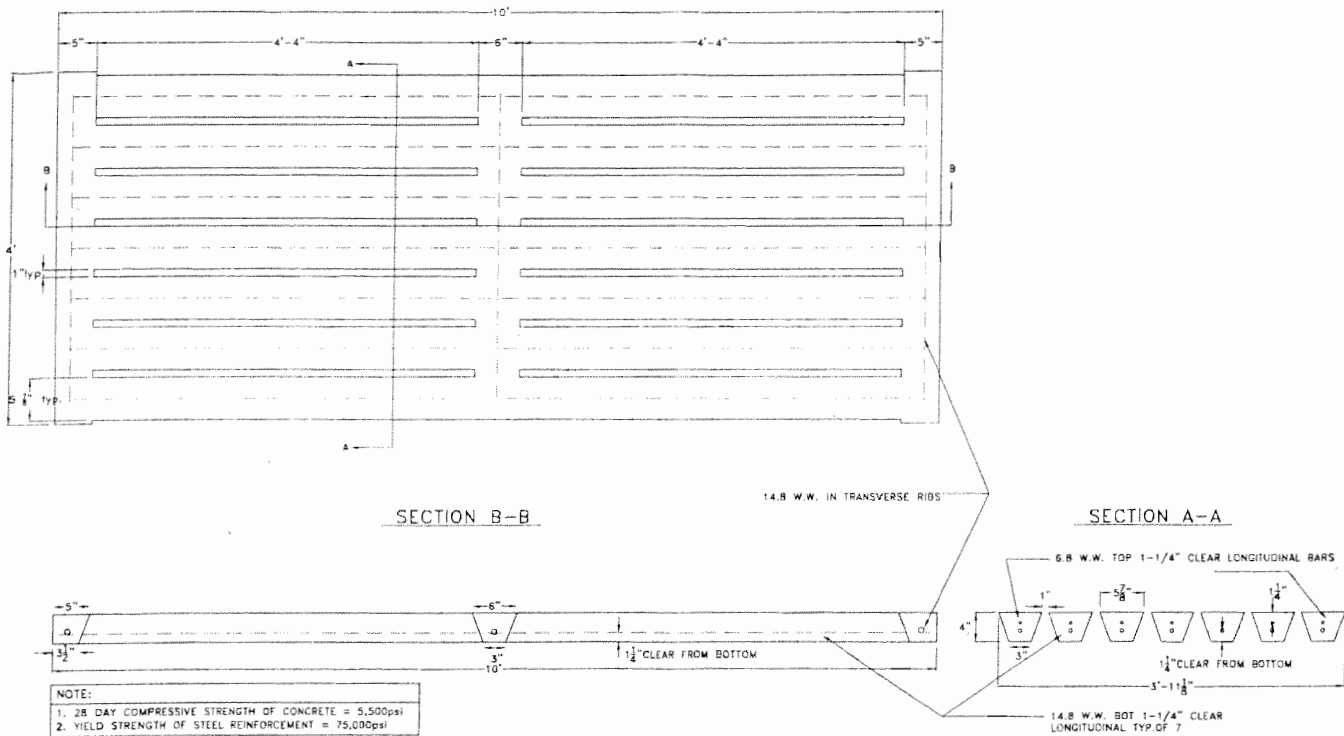 10'
5" 4'-4" 6" 4'-4" 5"
A
B B
4'
1" typ
5 7/8" typ.
A
14.8 W.W. IN TRANSVERSE RIBS
SECTION B-B
SECTION A-A
6.8 W.W. TOP 1-1/4" CLEAR LONGITUDINAL BARS
5" 6"
1" 5 7/8" 1 1/4"
4"
3 1/2" 3" 1 1/4" CLEAR FROM BOTTOM
10'
3" 1 1/4" CLEAR FROM BOTTOM
3'-11 1/8"
14.8 W.W. BOT 1-1/4" CLEAR
LONGITUDINAL TYP.OF 7
NOTE:
1. 28 DAY COMPRESSIVE STRENGTH OF CONCRETE = 5,500psi
2. YIELD STRENGTH OF STEEL REINFORCEMENT = 75,000psi